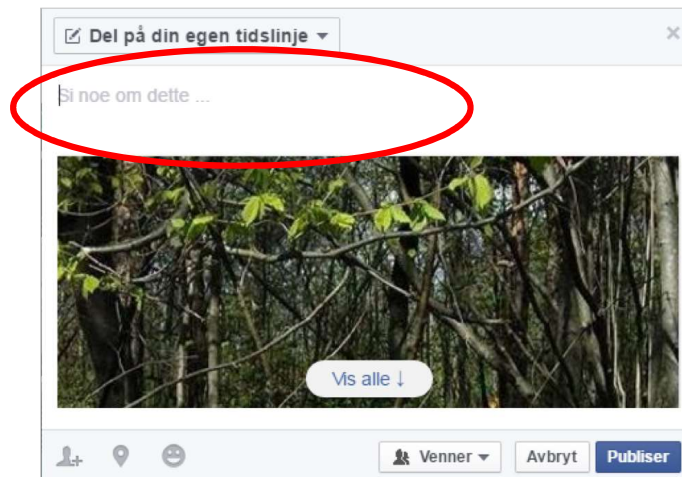 Del på din egen tidslinje
Si noe om dette ...
Vis alle ↓
Venner
Avbryt
Publiser